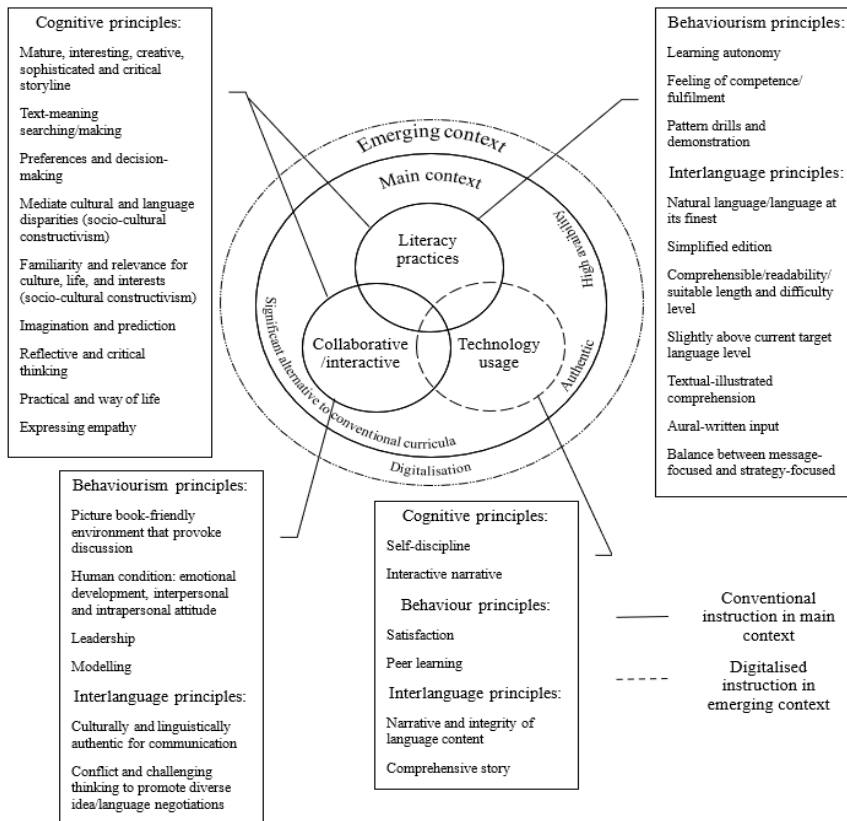 Cognitive principles:
Mature, interesting, creative,
sophisticated and critical
storyline
Text-meaning
searching/making
Preferences and decision-
making
Mediate cultural and language
disparities (socio-cultural
constructivism)
Familiarity and relevance for
culture, life, and interests
(socio-cultural constructivism)
Imagination and prediction
Reflective and critical
thinking
Practical and way of life
Expressing empathy
Emerging context
Main context
Literacy
practices
Collaborative
/interactive
Technology
usage
High avaibility
Authentic
Significant alternative to conventional curricula
Digitalisation
Behaviourism principles:
Learning autonomy
Feeling of competence/
fulfilment
Pattern drills and
demonstration
Interlanguage principles:
Natural language/language at
its finest
Simplified edition
Comprehensible/readability/
suitable length and difficulty
level
Slightly above current target
language level
Textual-illustrated
comprehension
Aural-written input
Balance between message-
focused and strategy-focused
Behaviourism principles:
Picture book-friendly
environment that provoke
discussion
Human condition: emotional
development, interpersonal
and intrapersonal attitude
Leadership
Modelling
Interlanguage principles:
Culturally and linguistically
authentic for communication
Conflict and challenging
thinking to promote diverse
idea/language negotiations
Cognitive principles:
Self-discipline
Interactive narrative
Behaviour principles:
Satisfaction
Peer learning
Interlanguage principles:
Narrative and integrity of
language content
Comprehensive story
Conventional
instruction in main
context
Digitalised
instruction in
emerging context